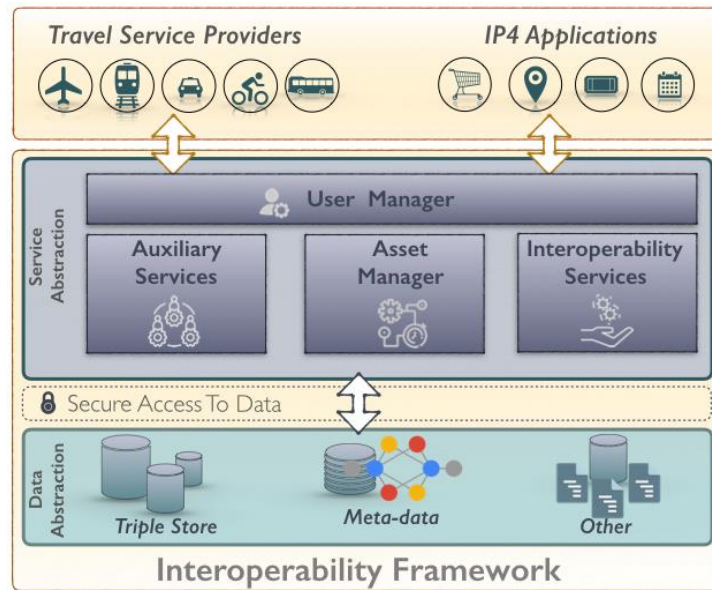 Travel Service Providers
IP4 Applications
Service
Abstraction
User Manager
Auxiliary
Services
Asset
Manager
Interoperability
Services
Secure Access To Data
Data
Abstraction
Triple Store
Meta-data
Other
Interoperability Framework